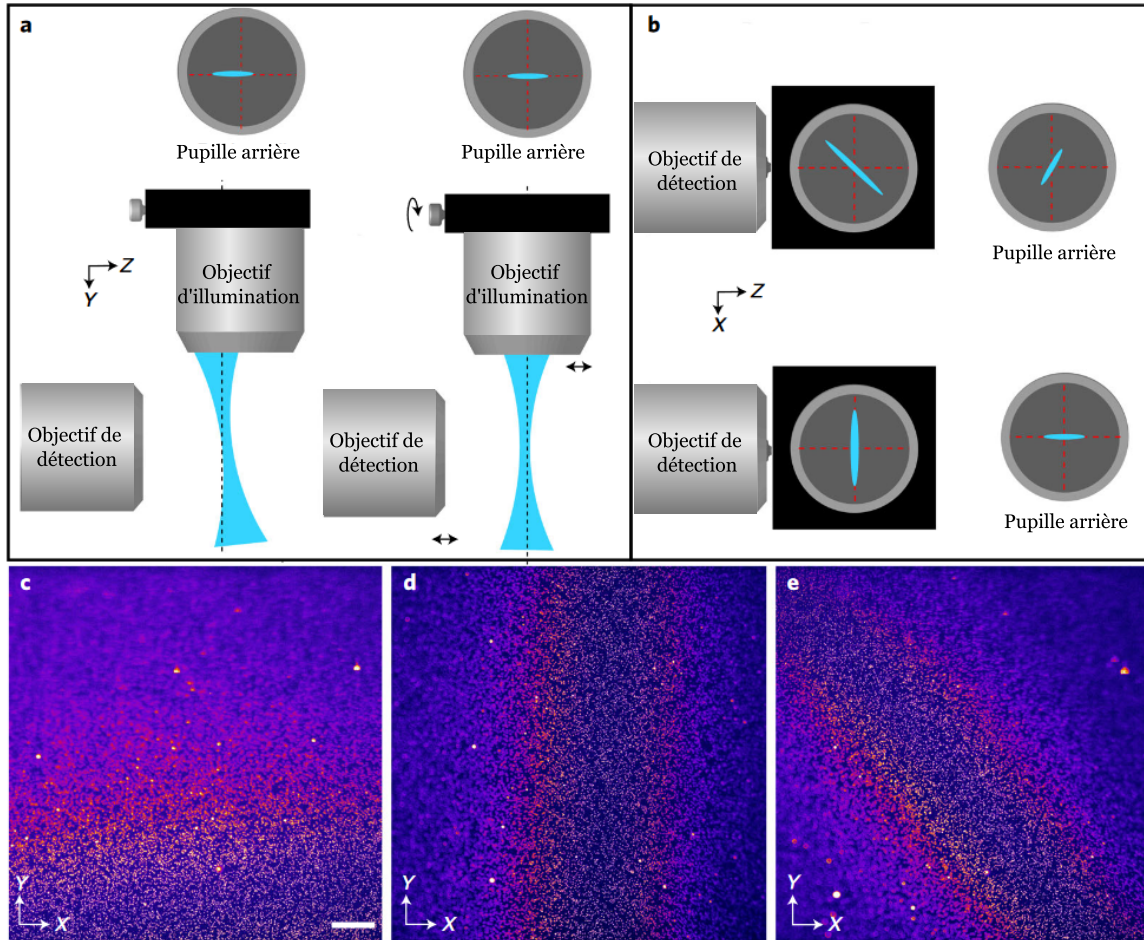 a
Pupille arrière
Pupille arrière
Z
Y
Objectif
d'illumination
Objectif
d'illumination
Objectif de
détection
Objectif de
détection
b
Objectif de
détection
Pupille arrière
Z
X
Objectif de
détection
Pupille arrière
c
Y
X
d
Y
X
e
Y
X